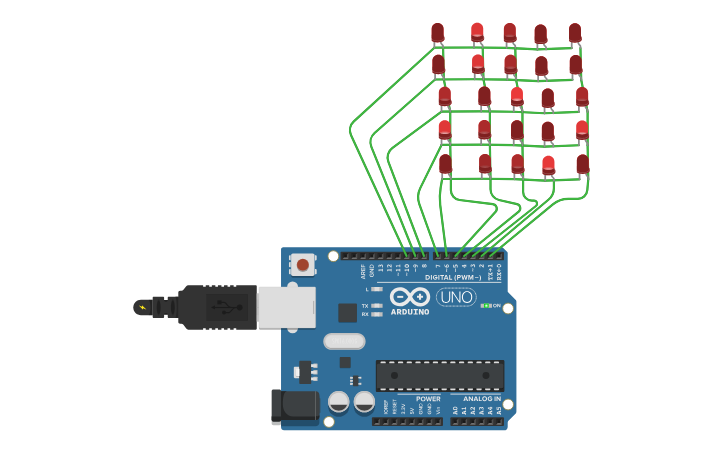 AREF
GND
13
12
~11
~10
~9
8
7
~6
~5
4
~3
2
TX→1
RX←0
DIGITAL (PWM~)
L
TX
RX
UNO
ARDUINO
ON
POWER
ANALOG IN
IOREF
RESET
3.3V
5V
GND
GND
Vin
A0
A1
A2
A3
A4
A5